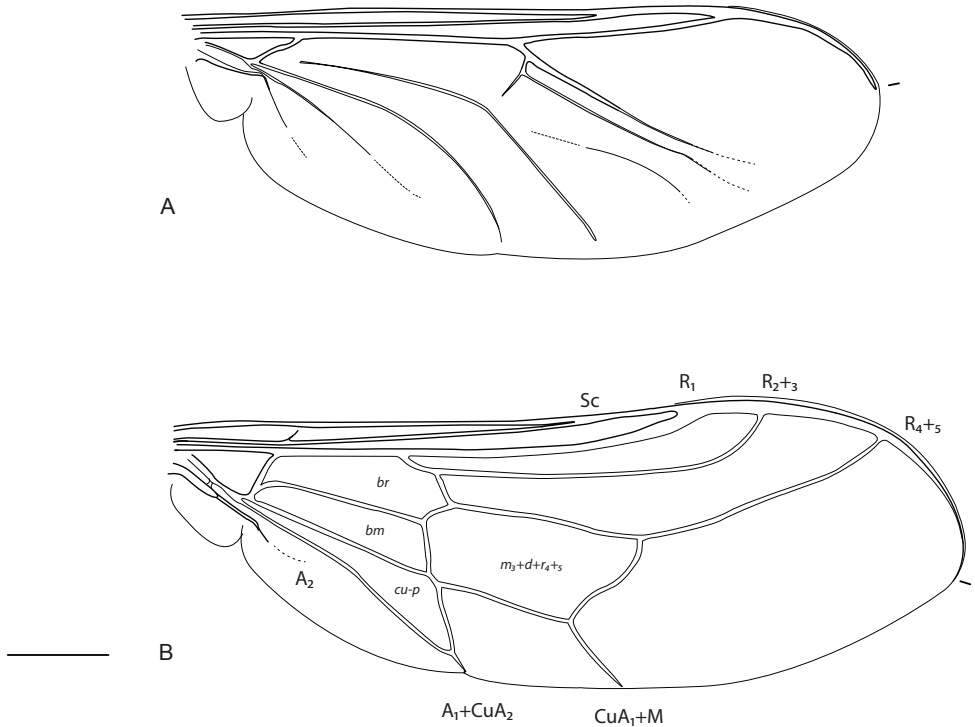 A
R₁
R₂+₃
Sc
R₄+₅
br
bm
m₃+d+r₄+₅
A₂
cu-p
B
A₁+CuA₂
CuA₁+M